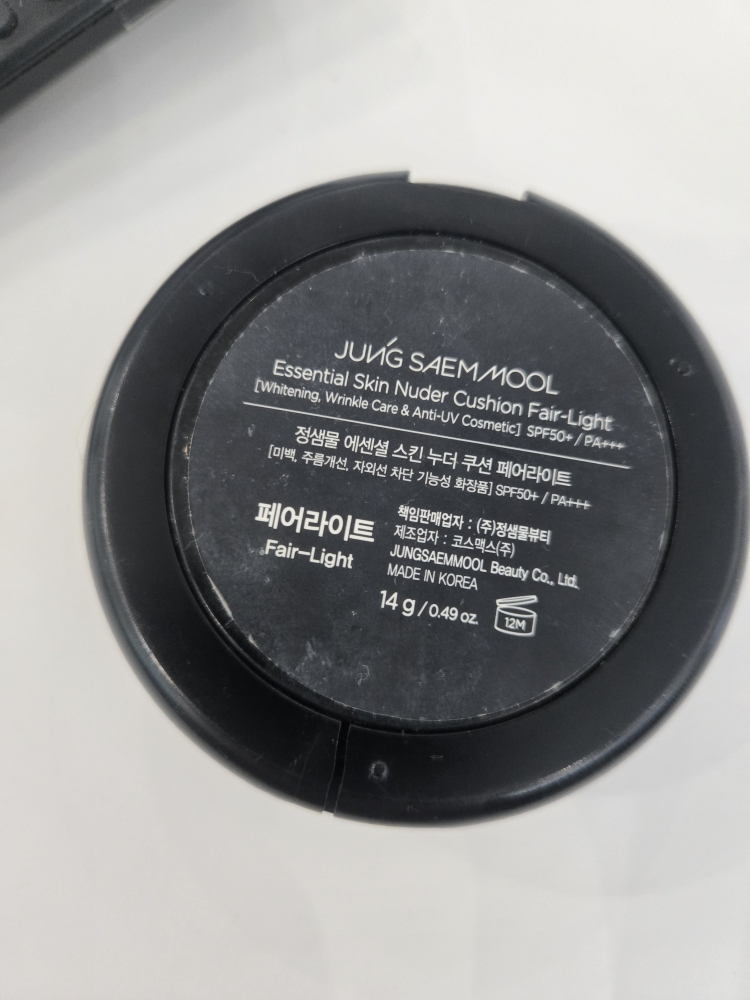 JUNG SAEM MOOL
Essential Skin Nuder Cushion Fair-Light
[Whitening, Wrinkle Care & Anti-UV Cosmetic] SPF50+ / PA+++
정샘물 에센셜 스킨 누더 쿠션 페어라이트
[미백, 주름개선, 자외선 차단 기능성 화장품] SPF50+ / PA+++
페어라이트
Fair-Light
책임판매업자 : (주)정샘물뷰티
제조업자 : 코스맥스(주)
JUNGSAEMMOOL Beauty Co., Ltd.
MADE IN KOREA
14 g / 0.49 oz.
12M